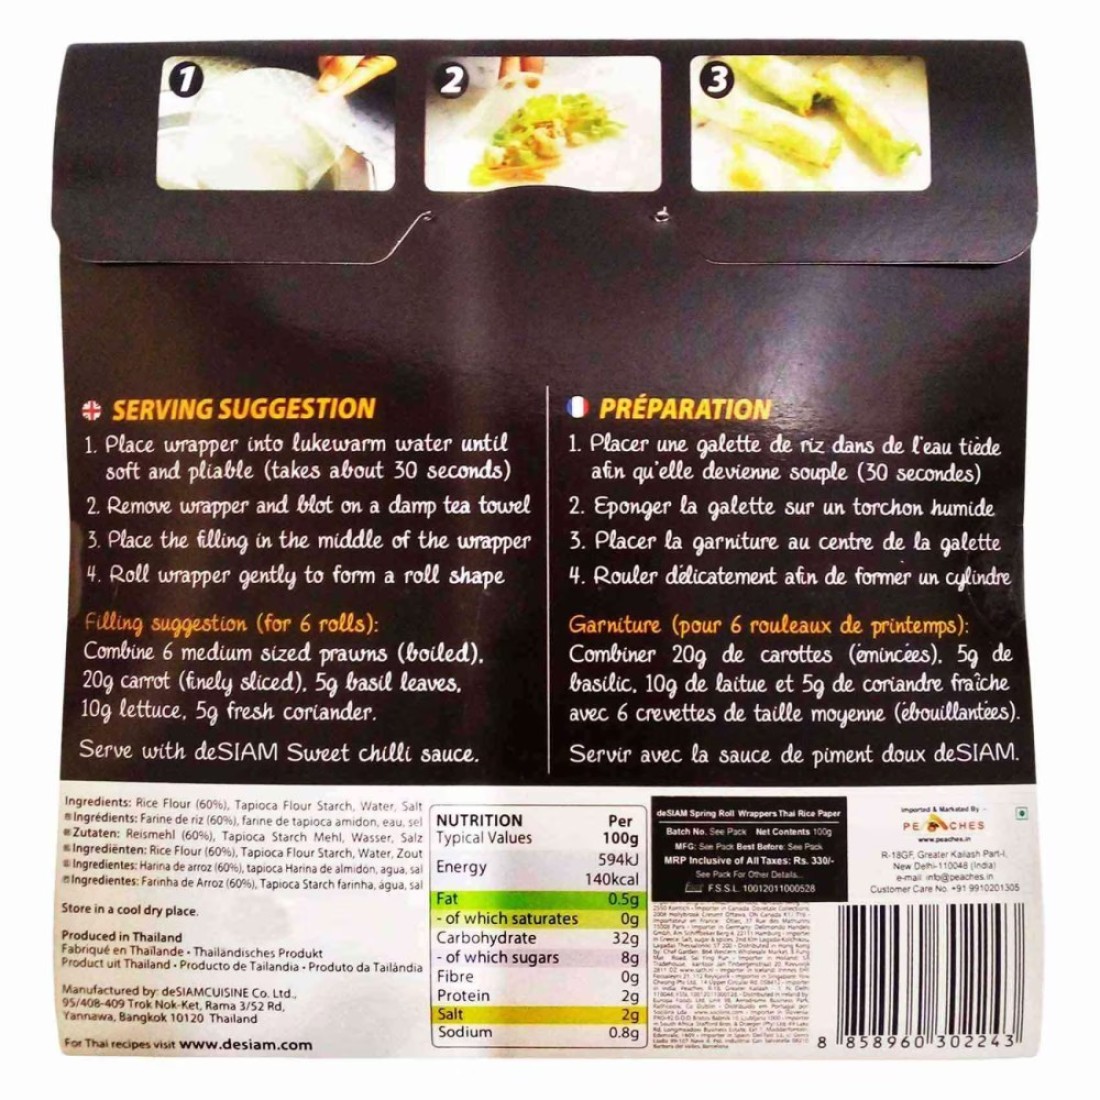 1
2
3
SERVING SUGGESTION
1. Place wrapper into lukewarm water until
soft and pliable (takes about 30 seconds)
2. Remove wrapper and blot on a damp tea towel
3. Place the filling in the middle of the wrapper
4. Roll wrapper gently to form a roll shape
Filling suggestion (for 6 rolls):
Combine 6 medium sized prawns (boiled),
20g carrot (finely sliced), 5g basil leaves,
10g lettuce, 5g fresh coriander.
Serve with deSIAM Sweet chilli sauce.
PRÉPARATION
1. Placer une galette de riz dans de l'eau tiède
afin qu'elle devienne souple (30 secondes)
2. Eponger la galette sur un torchon humide
3. Placer la garniture au centre de la galette
4. Rouler délicatement afin de former un cylindre
Garniture (pour 6 rouleaux de printemps):
Combiner 20g de carottes (émincées), 5g de
basilic, 10g de laitue et 5g de coriandre fraîche
avec 6 crevettes de taille moyenne (ébouillantées).
Servir avec la sauce de piment doux deSIAM.
Ingredients: Rice Flour (60%), Tapioca Flour Starch, Water, Salt
Ingrédients: Farine de riz (60%), farine de tapioca amidon, eau, sel
Zutaten: Reismehl (60%), Tapioca Starch Mehl, Wasser, Salz
Ingrediënten: Rice Flour (60%), Tapioca Flour Starch, Water, Zout
Ingredientes: Harina de arroz (60%), tapioca Harina de almidón, agua, sal
Ingredientes: Farinha de Arroz (60%), Tapioca Starch farinha, água, sal
Store in a cool dry place.
Produced in Thailand
Fabriqué en Thaïlande • Thailändisches Produkt
Product uit Thailand • Producto de Tailandia • Produto da Tailândia
Manufactured by: deSIAMCUISINE Co. Ltd.,
95/408-409 Trok Nok-Ket, Rama 3/52 Rd,
Yannawa, Bangkok 10120 Thailand
For Thai recipes visit www.desiam.com
NUTRITION Per
Typical Values 100g
Energy 594kJ
140kcal
Fat 0.5g
- of which saturates 0g
Carbohydrate 32g
- of which sugars 8g
Fibre 0g
Protein 2g
Salt 2g
Sodium 0.8g
deSIAM Spring Roll Wrappers Thai Rice Paper
Batch No. See Pack Net Contents 100g
MFG: See Pack Best Before: See Pack
MRP Inclusive of All Taxes: Rs. 330/-
See Pack For Other Details..
F.S.S.L. 10012011000528
Imported & Marketed By -
PEACHES
www.peaches.in
R-18GF, Greater Kailash Part-I,
New Delhi-110048 (India)
e-mail info@peaches.in
Customer Care No. +91 9910201305
8 858960 302243